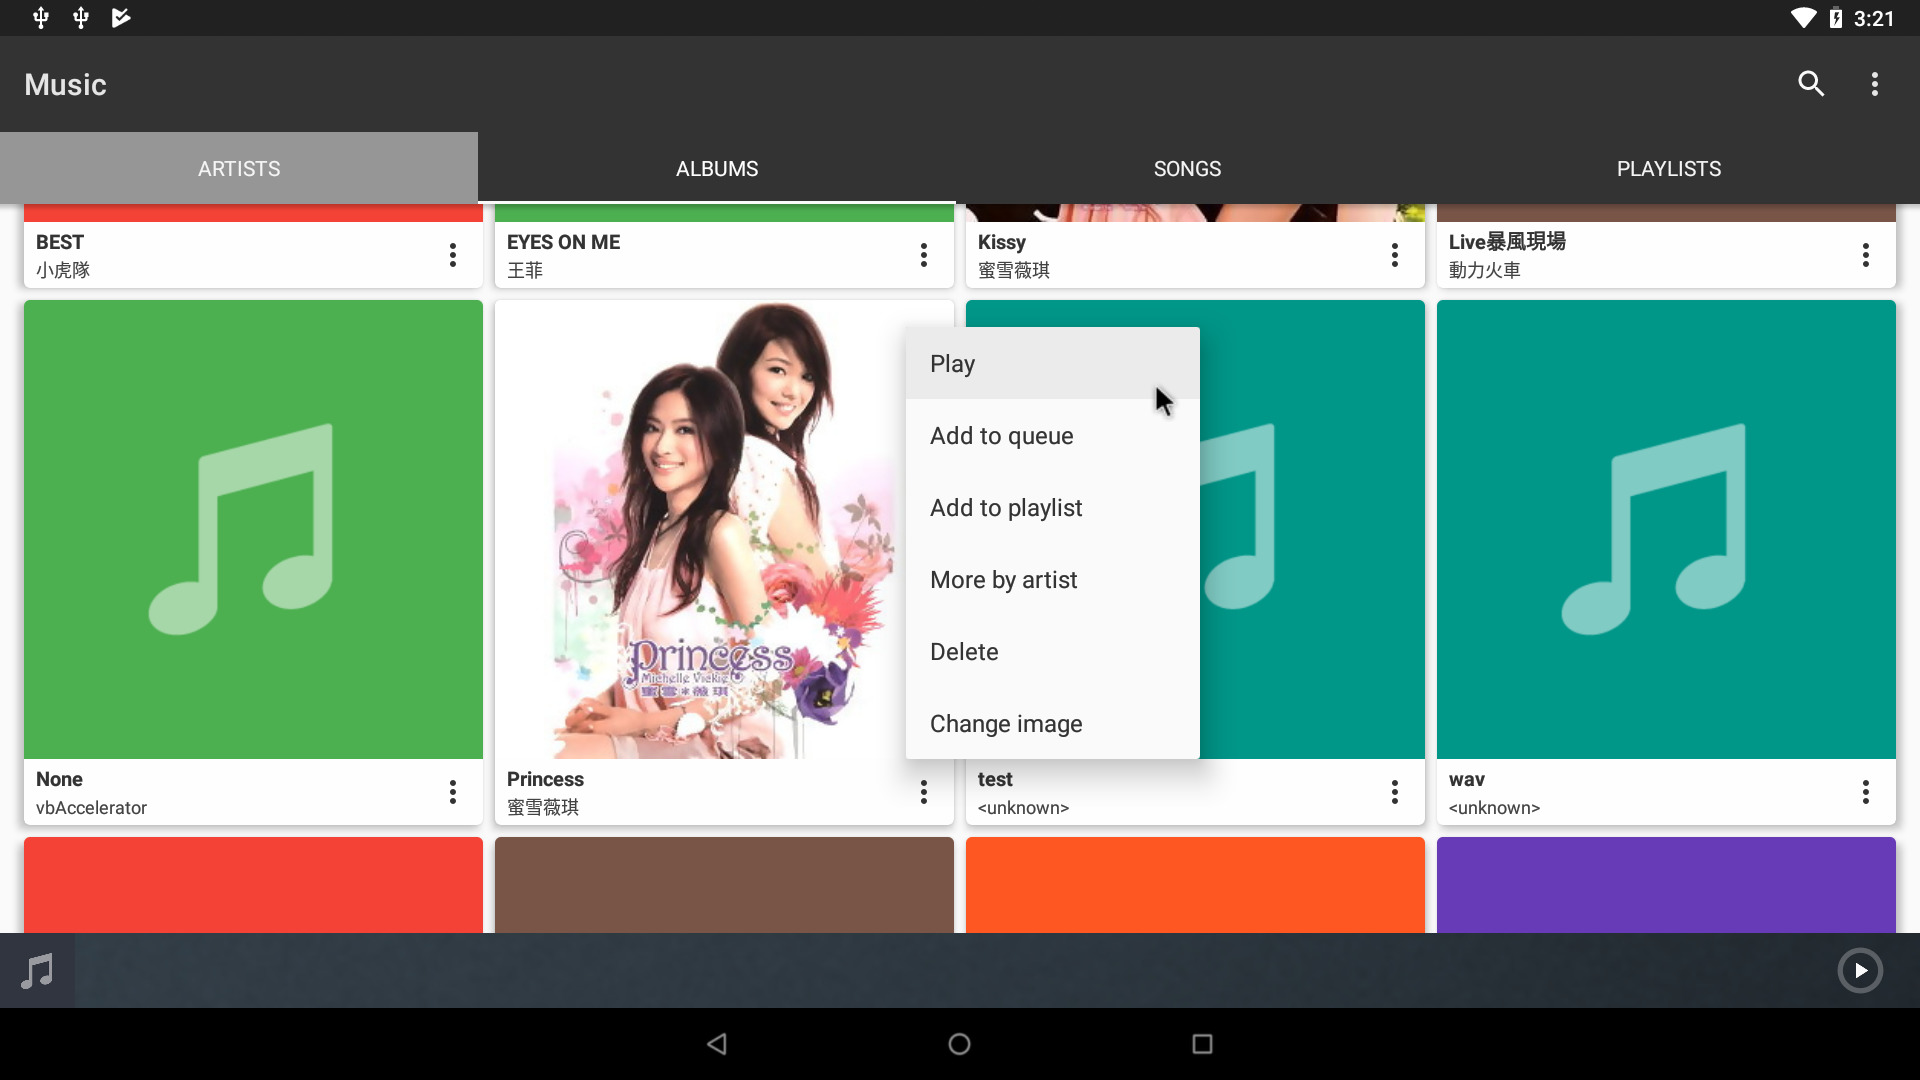 3:21
Music
ARTISTS
ALBUMS
SONGS
PLAYLISTS
BEST
小虎隊
EYES ON ME
王菲
Kissy
蜜雪薇琪
Live暴風現場
動力火車
Play
Add to queue
Add to playlist
More by artist
Delete
Change image
Princess
Michelle Vickie
蜜雪*薇琪
None
vbAccelerator
Princess
蜜雪薇琪
test
<unknown>
wav
<unknown>